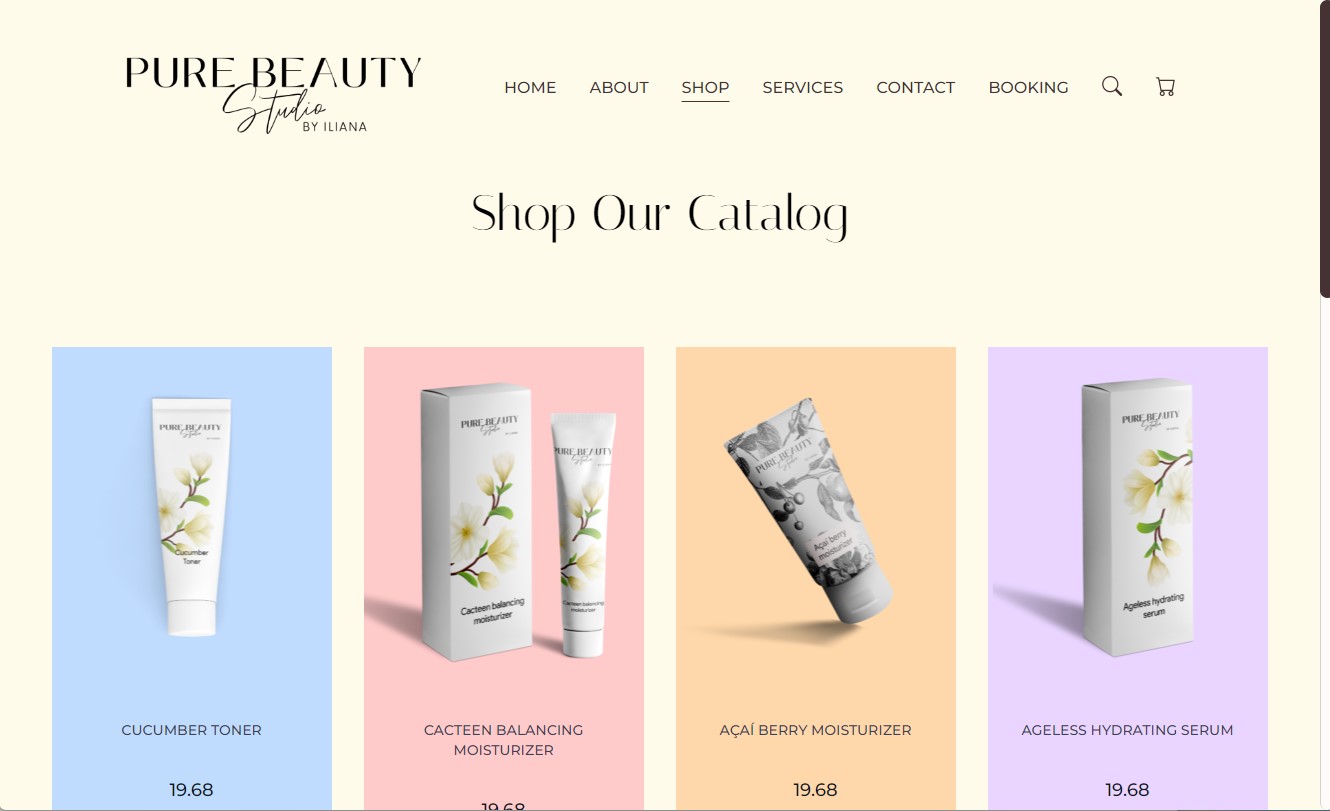 PURE BEAUTY
Studio
BY ILIANA
HOME ABOUT SHOP SERVICES CONTACT BOOKING
Shop Our Catalog
PURE BEAUTY
Studio
Cucumber
Toner
PURE BEAUTY
Studio
Cacteen balancing
moisturizer
PURE BEAUTY
Studio
Cacteen balancing
moisturizer
PURE BEAUTY
Studio
Açaí berry
moisturizer
PURE BEAUTY
Studio
Ageless hydrating
serum
CUCUMBER TONER
CACTEEN BALANCING
MOISTURIZER
AÇAÍ BERRY MOISTURIZER
AGELESS HYDRATING SERUM
19.68
19.68
19.68
19.68